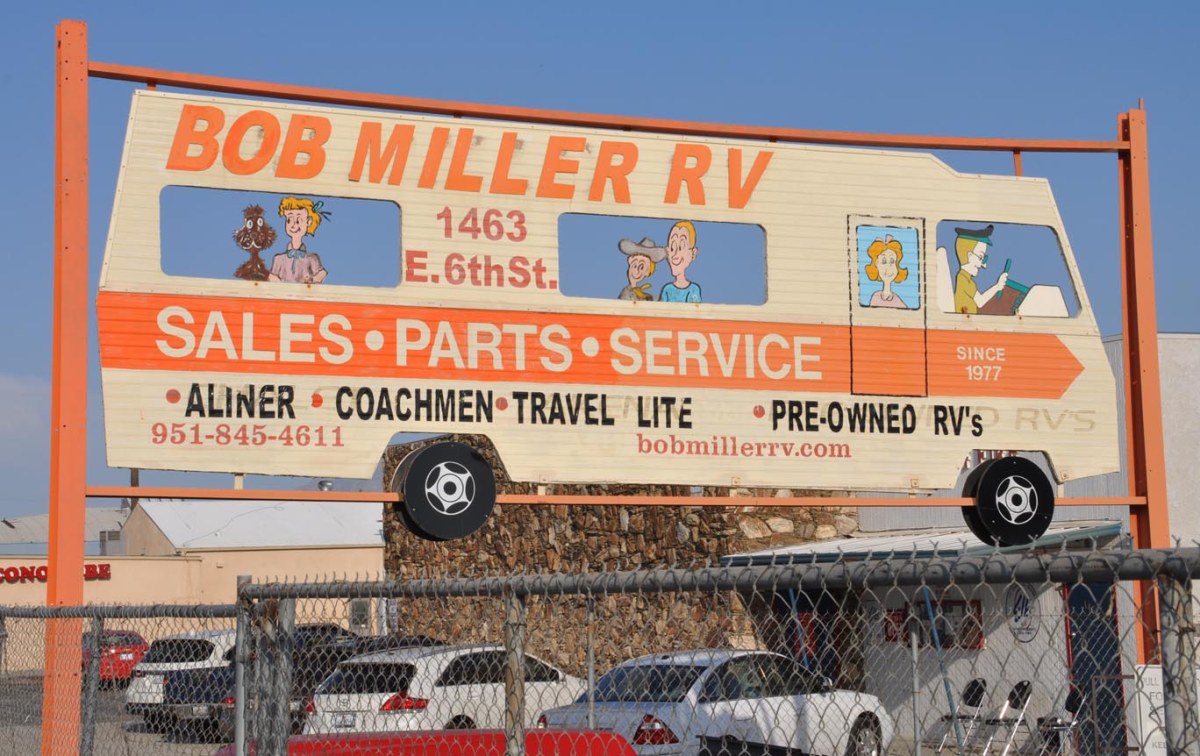 BOB MILLER RV
1463
E. 6th St.
SALES • PARTS • SERVICE
SINCE
1977
• ALINER • COACHMEN • TRAVEL LITE • PRE-OWNED RV's
RV'S
951-845-4611
bobmillerrv.com